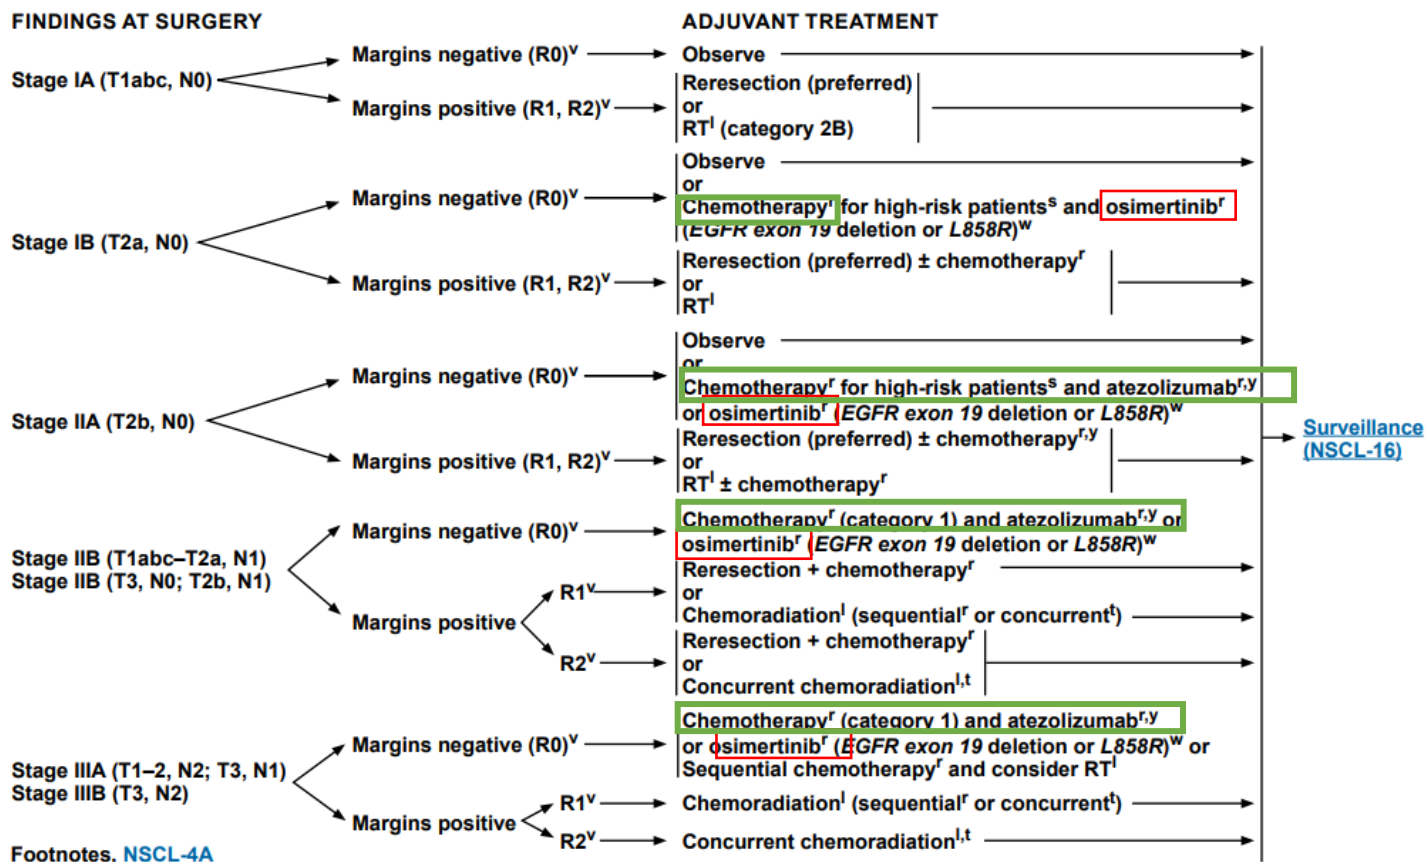 FINDINGS AT SURGERY
ADJUVANT TREATMENT
Stage IA (T1abc, N0)
Margins negative (R0)v
Observe
Margins positive (R1, R2)v
Reresection (preferred)
or
RTl (category 2B)
Stage IB (T2a, N0)
Margins negative (R0)v
Observe
or
Chemotherapyr for high-risk patientss and osimertinibr
(EGFR exon 19 deletion or L858R)w
Margins positive (R1, R2)v
Reresection (preferred) ± chemotherapyr
or
RTl
Stage IIA (T2b, N0)
Margins negative (R0)v
Observe
or
Chemotherapyr for high-risk patientss and atezolizumabr,y
or osimertinibr (EGFR exon 19 deletion or L858R)w
Margins positive (R1, R2)v
Reresection (preferred) ± chemotherapyr,y
or
RTl ± chemotherapyr
Stage IIB (T1abc–T2a, N1)
Stage IIB (T3, N0; T2b, N1)
Margins negative (R0)v
Chemotherapyr (category 1) and atezolizumabr,y or
osimertinibr (EGFR exon 19 deletion or L858R)w
Margins positive
R1v
Reresection + chemotherapyr
or
Chemoradiationl (sequentialr or concurrentt)
R2v
Reresection + chemotherapyr
or
Concurrent chemoradiationl,t
Stage IIIA (T1–2, N2; T3, N1)
Stage IIIB (T3, N2)
Margins negative (R0)v
Chemotherapyr (category 1) and atezolizumabr,y
or osimertinibr (EGFR exon 19 deletion or L858R)w or
Sequential chemotherapyr and consider RTl
Margins positive
R1v
Chemoradiationl (sequentialr or concurrentt)
R2v
Concurrent chemoradiationl,t
Surveillance
(NSCL-16)
Footnotes, NSCL-4A